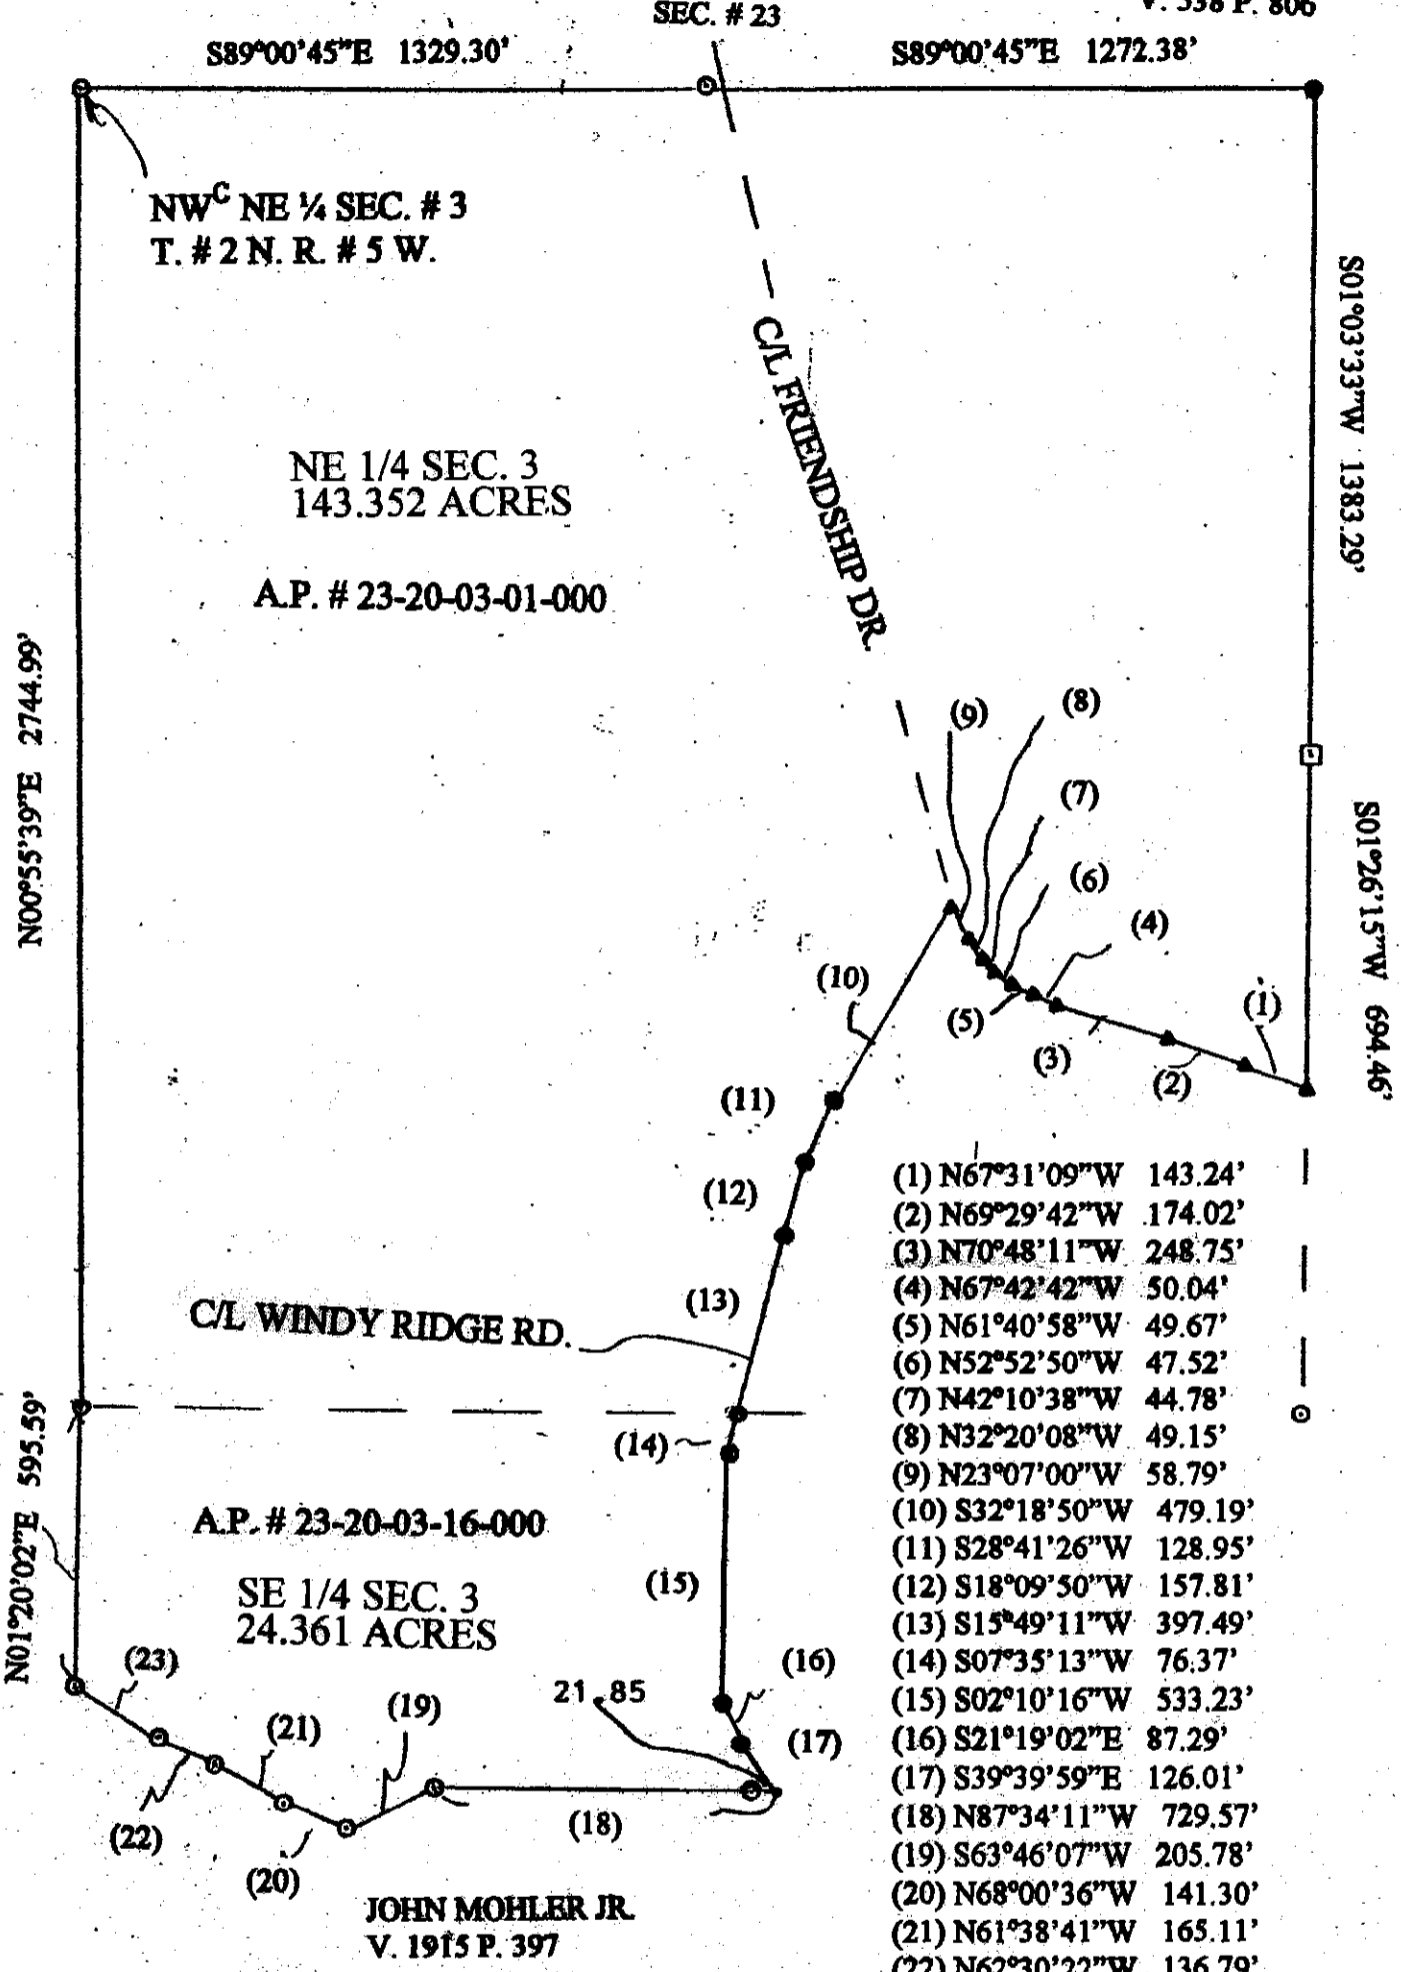 V. 538 P. 806
SEC. # 23
S89°00'45"E 1329.30'
S89°00'45"E 1272.38'
NWC NE ¼ SEC. # 3
T. # 2 N. R. # 5 W.
S01°03'33"W 1383.29'
C/L FRIENDSHIP DR.
NE 1/4 SEC. 3
143.352 ACRES
A.P. # 23-20-03-01-000
N00°55'39"E 2744.99'
(9)
(8)
(7)
(6)
(4)
S01°26'15"W 694.46'
(10)
(5)
(3)
(2)
(1)
(11)
(12)
(13)
C/L WINDY RIDGE RD.
(14)
N01°20'02"E 595.59'
A.P. # 23-20-03-16-000
SE 1/4 SEC. 3
24.361 ACRES
(15)
(16)
(17)
21.85
(23)
(21)
(19)
(22)
(20)
(18)
JOHN MOHLER JR.
V. 1915 P. 397
(1) N67°31'09"W 143.24'
(2) N69°29'42"W 174.02'
(3) N70°48'11"W 248.75'
(4) N67°42'42"W 50.04'
(5) N61°40'58"W 49.67'
(6) N52°52'50"W 47.52'
(7) N42°10'38"W 44.78'
(8) N32°20'08"W 49.15'
(9) N23°07'00"W 58.79'
(10) S32°18'50"W 479.19'
(11) S28°41'26"W 128.95'
(12) S18°09'50"W 157.81'
(13) S15°49'11"W 397.49'
(14) S07°35'13"W 76.37'
(15) S02°10'16"W 533.23'
(16) S21°19'02"E 87.29'
(17) S39°39'59"E 126.01'
(18) N87°34'11"W 729.57'
(19) S63°46'07"W 205.78'
(20) N68°00'36"W 141.30'
(21) N61°38'41"W 165.11'
(22) N62°30'22"W 136.79'